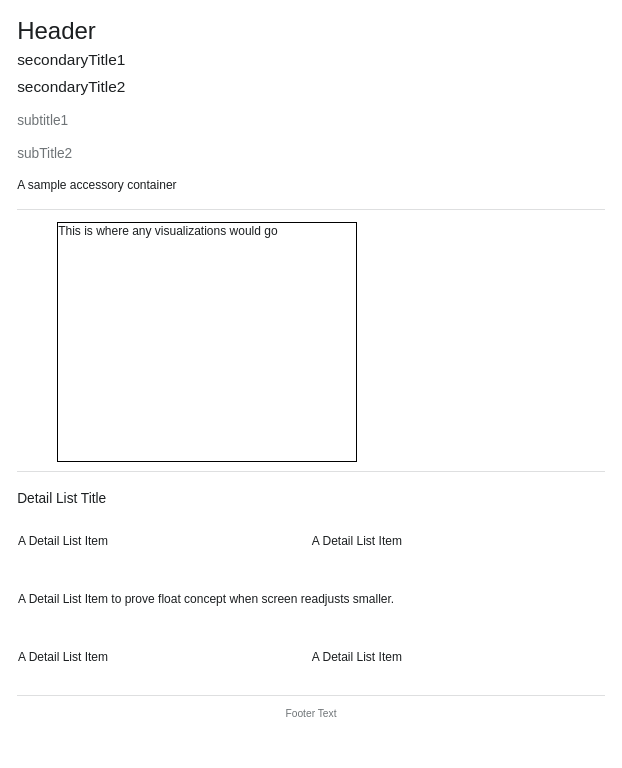 Header
secondaryTitle1
secondaryTitle2
subtitle1
subTitle2
A sample accessory container
This is where any visualizations would go
Detail List Title
A Detail List Item
A Detail List Item
A Detail List Item to prove float concept when screen readjusts smaller.
A Detail List Item
A Detail List Item
Footer Text